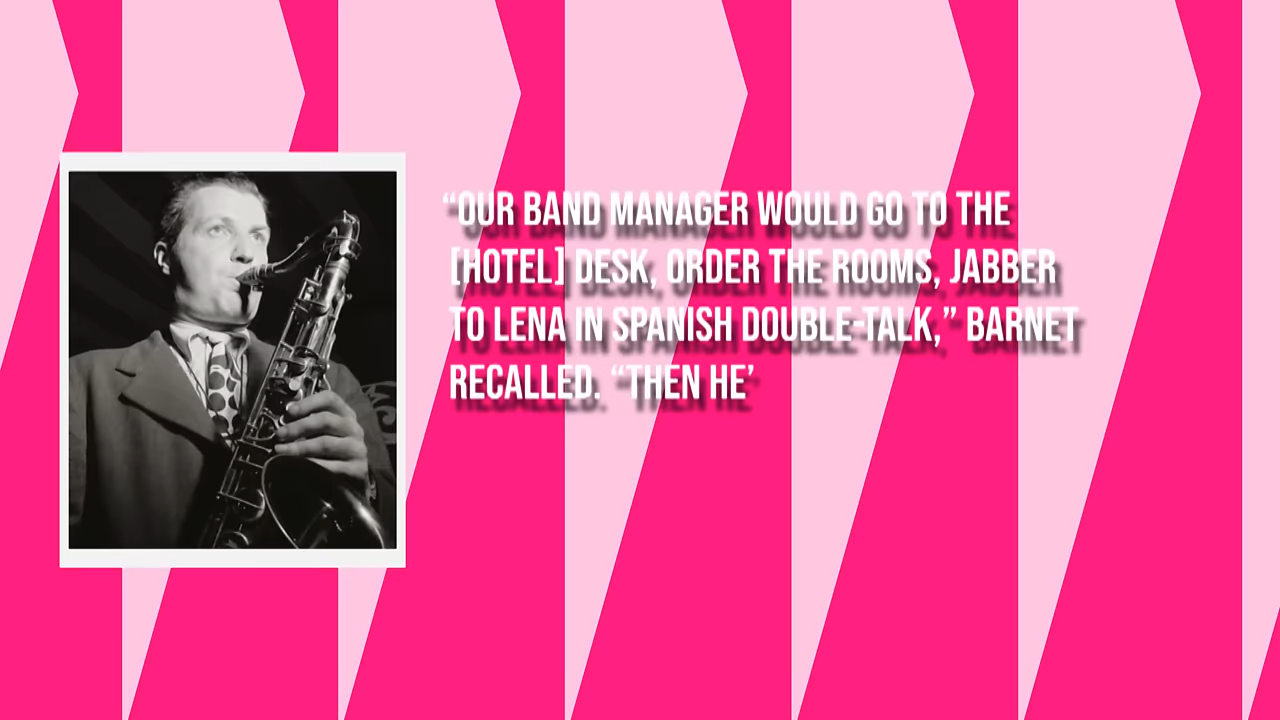 “OUR BAND MANAGER WOULD GO TO THE
[HOTEL] DESK, ORDER THE ROOMS, JABBER
TO LENA IN SPANISH DOUBLE-TALK,” BARNET
RECALLED. “THEN HE’